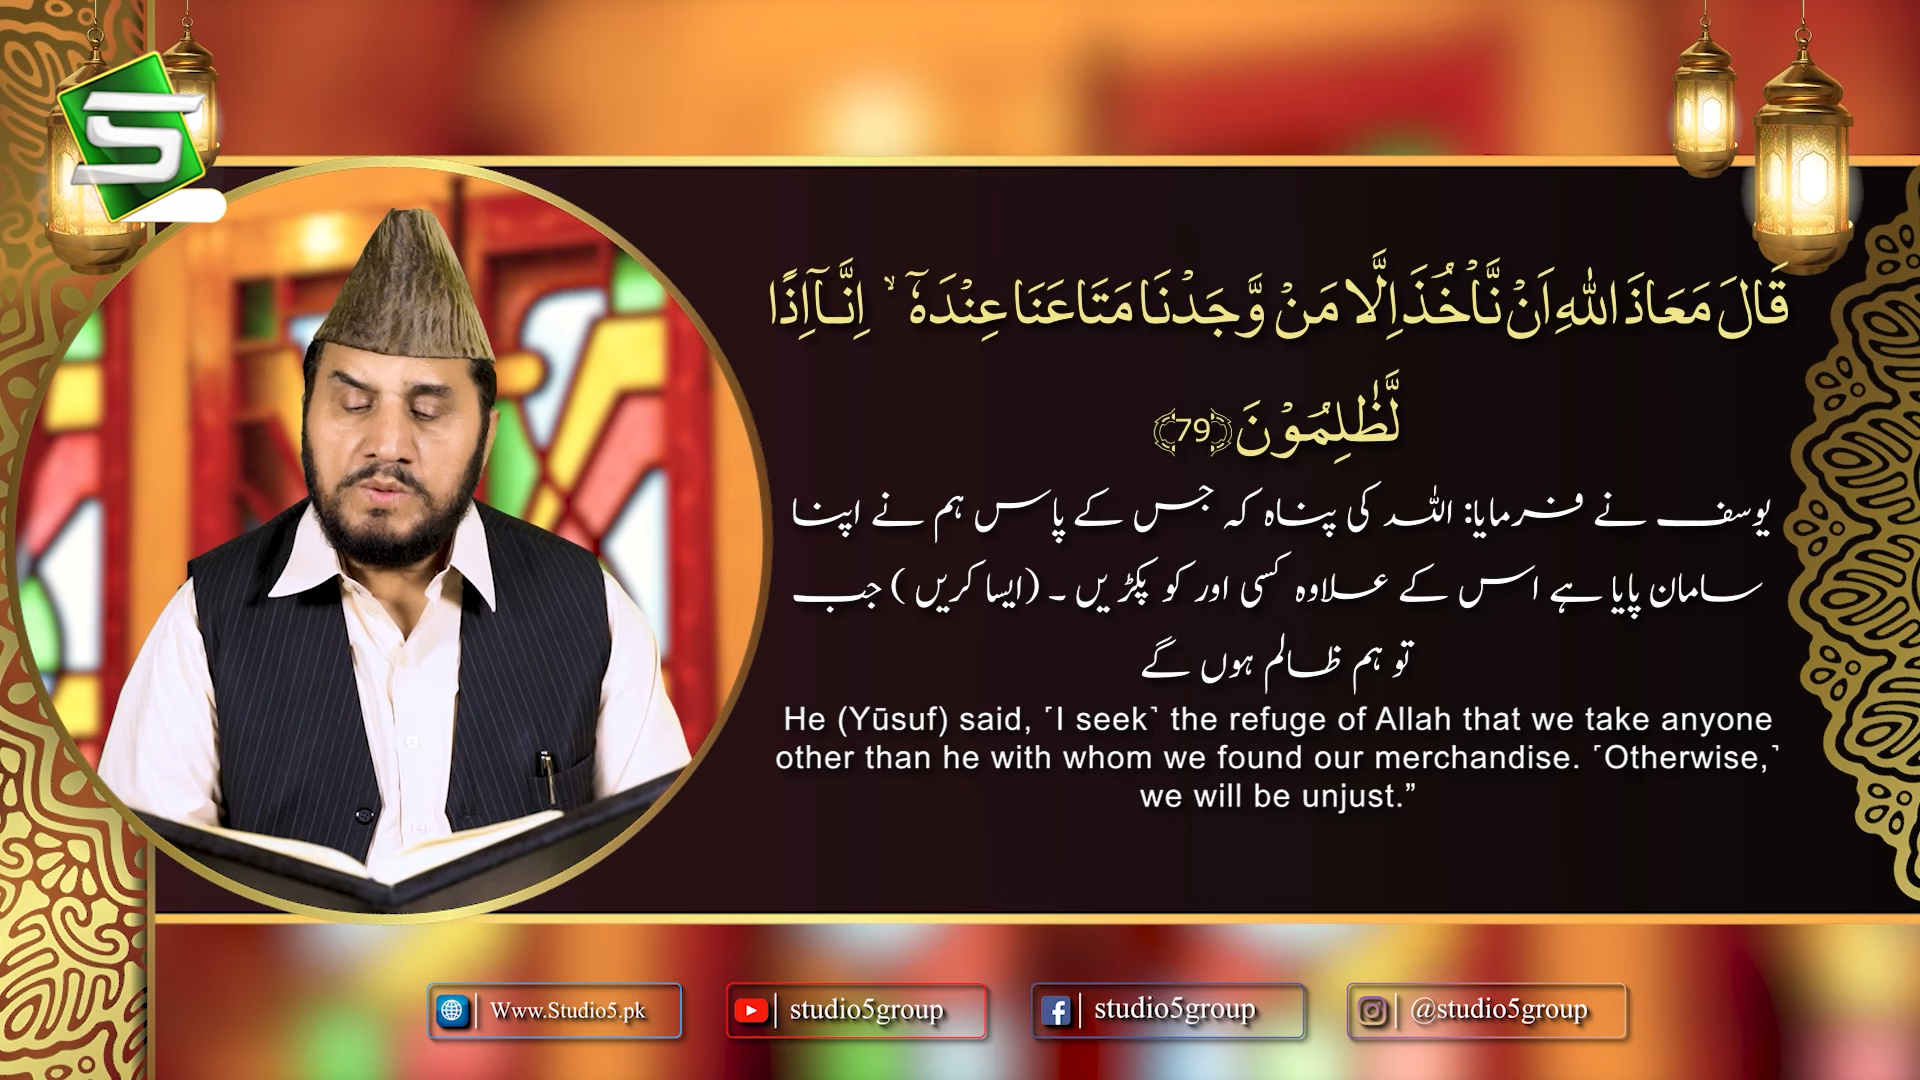 قَالَ مَعَاذَ اللّٰهِ اَنْ نَّاْخُذَ اِلَّا مَنْ وَّجَدْنَا مَتَاعَنَا عِنْدَهٗۤ ۙ اِنَّاۤ اِذًا
لَّظٰلِمُوْنَ ﴿79﴾
یوسف نے فرمایا: اللہ کی پناہ کہ جس کے پاس ہم نے اپنا
سامان پایا ہے اس کے علاوہ کسی اور کو پکڑیں ۔ (ایسا کریں ) جب
تو ہم ظالم ہوں گے
He (Yūsuf) said, ˹I seek˺ the refuge of Allah that we take anyone
other than he with whom we found our merchandise. ˹Otherwise,˺
we will be unjust.”
S
Www.Studio5.pk
studio5group
studio5group
@studio5group